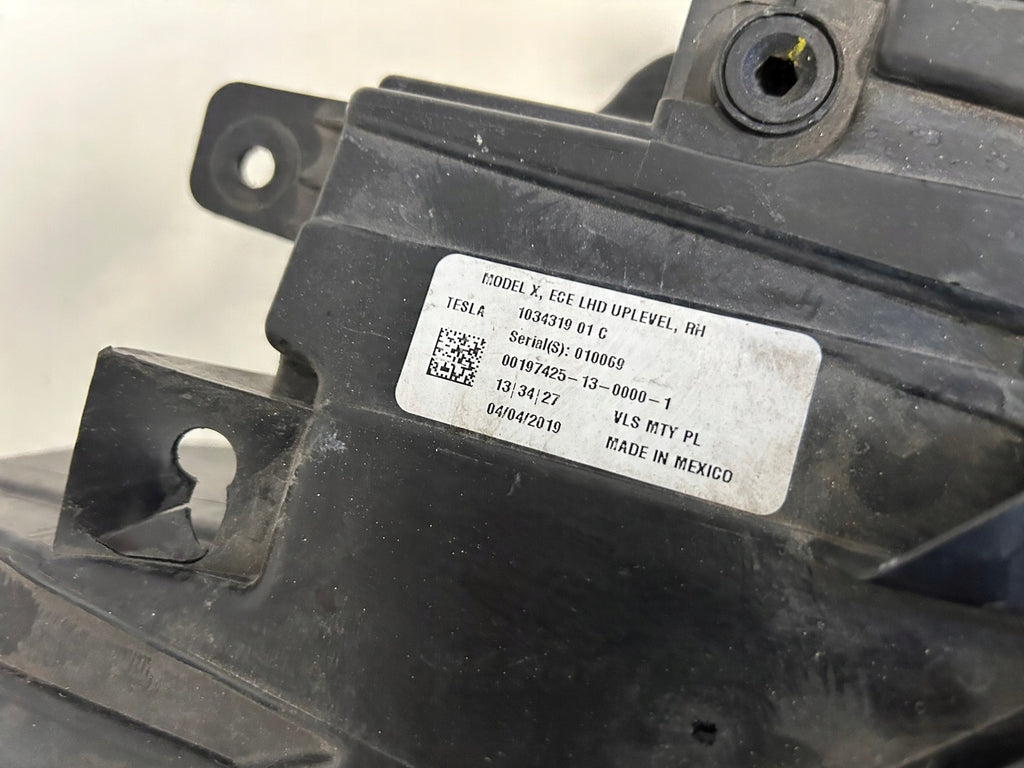 MODEL X, ECE LHD UPLEVEL, RH
TESLA 1034319 01 C
Serial(S): 010069
00197425-13-0000-1
13|34|27 VLS MTY PL
04/04/2019 MADE IN MEXICO